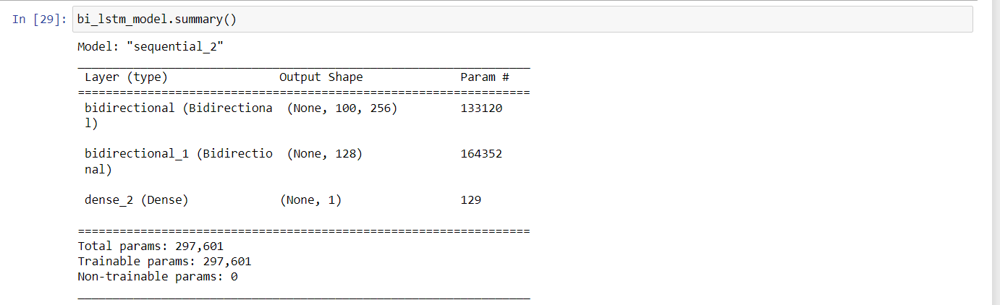 In [29]: bi_lstm_model.summary()
Model: "sequential_2"
_________________________________________________________________
Layer (type) Output Shape Param #
=================================================================
bidirectional (Bidirectiona (None, 100, 256) 133120
l)
bidirectional_1 (Bidirectio (None, 128) 164352
nal)
dense_2 (Dense) (None, 1) 129
=================================================================
Total params: 297,601
Trainable params: 297,601
Non-trainable params: 0
_________________________________________________________________